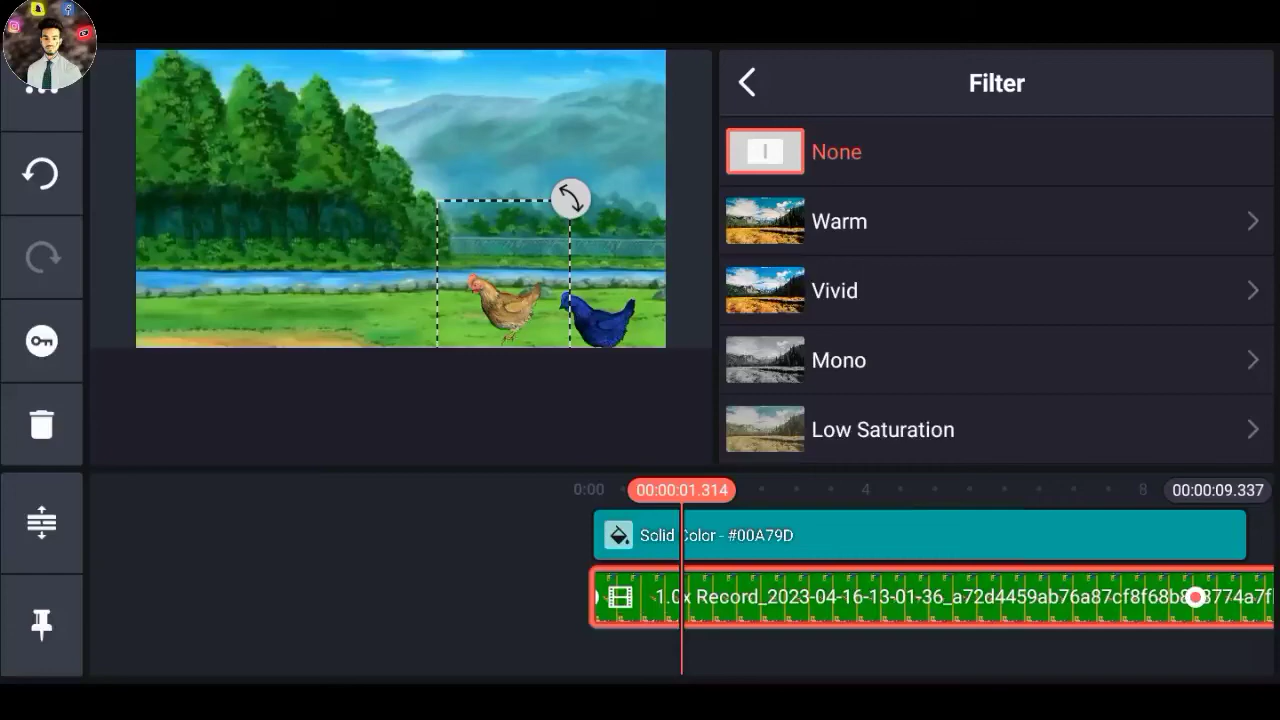 Filter
None
Warm
Vivid
Mono
Low Saturation
0:00
00:00:01.314
4
8
00:00:09.337
Solid Color - #00A79D
1.0x Record_2023-04-16-13-01-36_a72d4459ab76a87cf8f68b